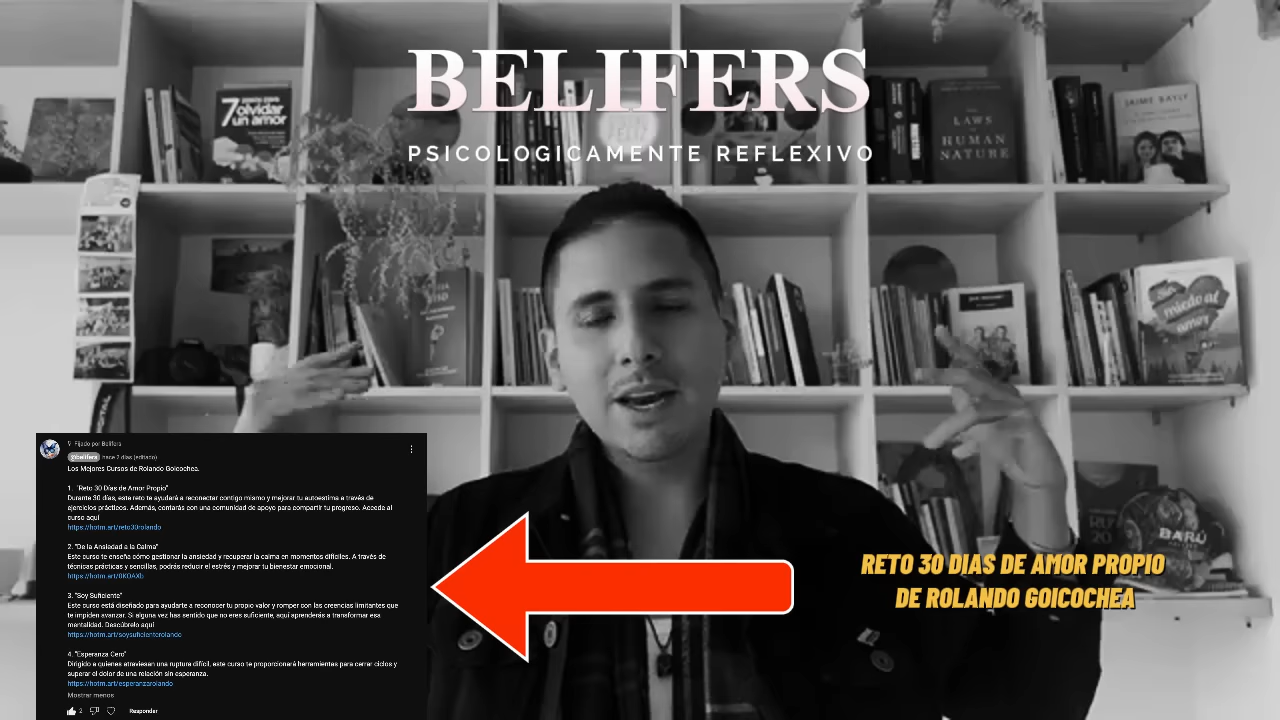 BELIFERS
PSICOLOGICAMENTE REFLEXIVO
7
olvidar
un amor
LAWS
HUMAN
NATURE
JAIME BAYLY
miedo al
amor
Fijado por Belifers
@belifers hace 2 días (editado)
Los Mejores Cursos de Rolando Goicochea.
1. "Reto 30 Días de Amor Propio"
Durante 30 días, este reto te ayudará a reconectar contigo mismo y mejorar tu autoestima a través de
ejercicios prácticos. Además, contarás con una comunidad de apoyo para compartir tu progreso. Accede al
curso aquí
https://hotm.art/reto30rolando
2. "De la Ansiedad a la Calma"
Este curso te enseña cómo gestionar la ansiedad y recuperar la calma en momentos difíciles. A través de
técnicas prácticas y sencillas, podrás reducir el estrés y mejorar tu bienestar emocional.
https://hotm.art/0KOAXb
3. "Soy Suficiente"
Este curso está diseñado para ayudarte a reconocer tu propio valor y romper con las creencias limitantes que
te impiden avanzar. Si alguna vez has sentido que no eres suficiente, aquí aprenderás a transformar esa
mentalidad. Descúbrelo aquí
https://hotm.art/soysuficienterolando
4. "Esperanza Cero"
Dirigido a quienes atraviesan una ruptura difícil, este curso te proporcionará herramientas para cerrar ciclos y
superar el dolor de una relación sin esperanza.
https://hotm.art/esperanzarolando
Mostrar menos
2
Responder
RETO 30 DIAS DE AMOR PROPIO
DE ROLANDO GOICOCHEA
BARÚ